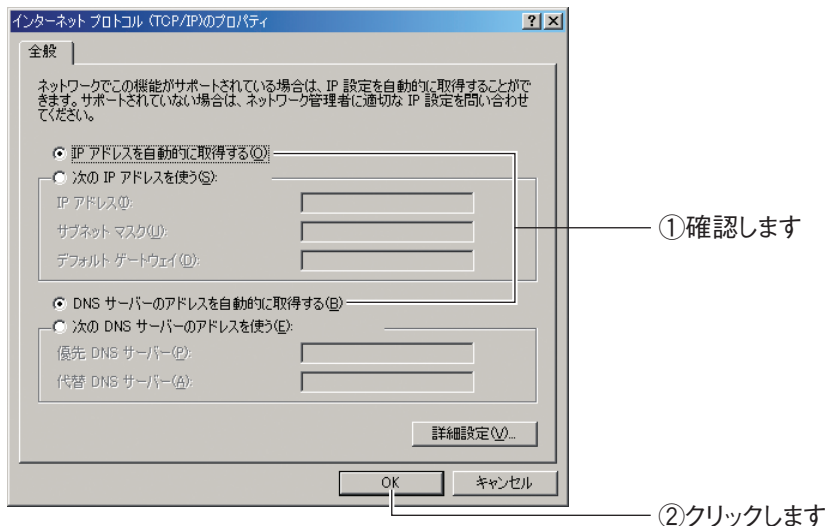 インターネット プロトコル (TCP/IP)のプロパティ
全般
ネットワークでこの機能がサポートされている場合は、IP 設定を自動的に取得することがで
きます。サポートされていない場合は、ネットワーク管理者に適切な IP 設定を問い合わせ
てください。
IP アドレスを自動的に取得する(O)
次の IP アドレスを使う(S):
IP アドレス(I):
サブネット マスク(U):
デフォルト ゲートウェイ(D):
①確認します
DNS サーバーのアドレスを自動的に取得する(B)
次の DNS サーバーのアドレスを使う(E):
優先 DNS サーバー(P):
代替 DNS サーバー(A):
詳細設定(V)...
OK
キャンセル
②クリックします